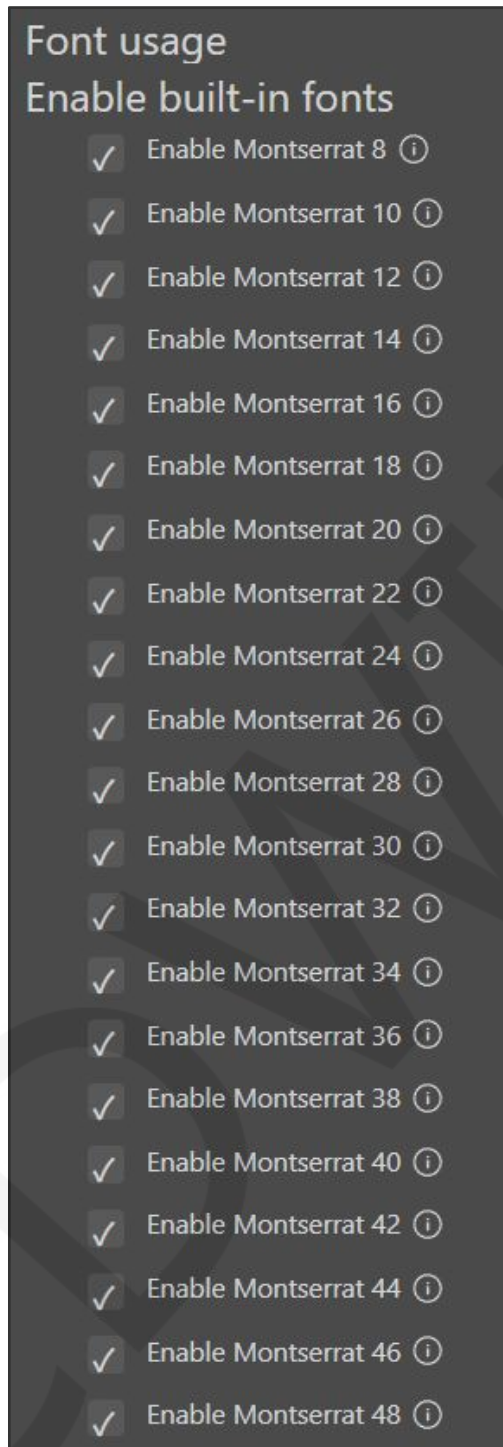 Font usage
Enable built-in fonts
Enable Montserrat 8
Enable Montserrat 10
Enable Montserrat 12
Enable Montserrat 14
Enable Montserrat 16
Enable Montserrat 18
Enable Montserrat 20
Enable Montserrat 22
Enable Montserrat 24
Enable Montserrat 26
Enable Montserrat 28
Enable Montserrat 30
Enable Montserrat 32
Enable Montserrat 34
Enable Montserrat 36
Enable Montserrat 38
Enable Montserrat 40
Enable Montserrat 42
Enable Montserrat 44
Enable Montserrat 46
Enable Montserrat 48